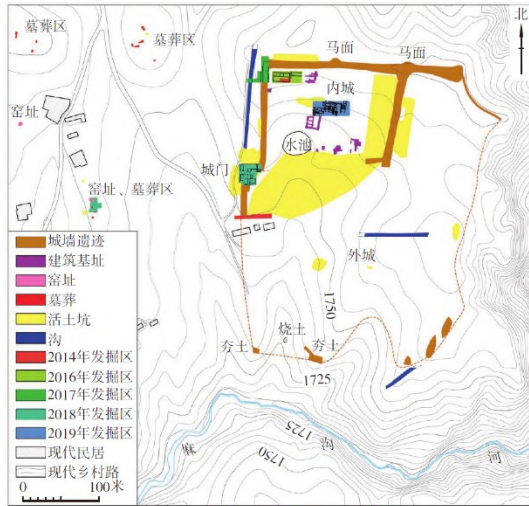 墓葬区
墓葬区
北
马面
马面
内城
窑址
水池
城门
窑址、墓葬区
外城
1750
烧土
夯土
夯土
1725
1725
1750
麻
沟
河
城墙遗迹
建筑基址
窑址
墓葬
活土坑
沟
2014年发掘区
2016年发掘区
2017年发掘区
2018年发掘区
2019年发掘区
现代民居
现代乡村路
0 100米